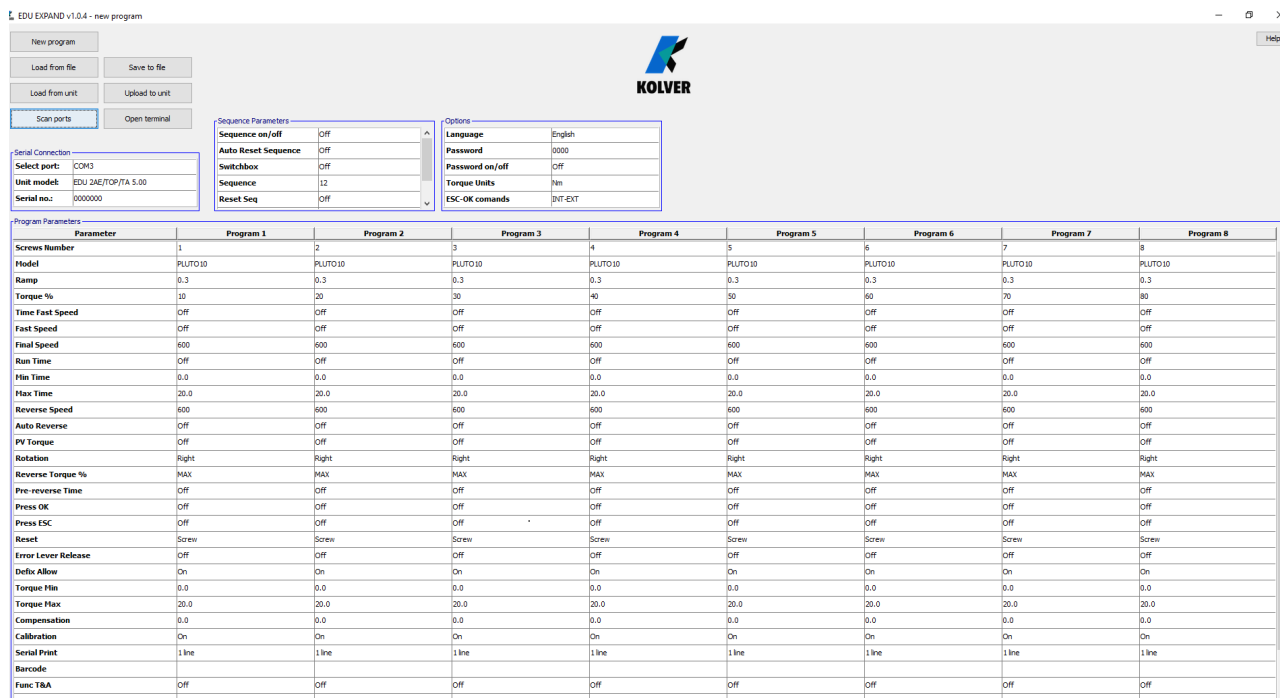 EDU EXPAND v1.0.4 - new program
New program
Help
Load from file Save to file
Load from unit Upload to unit
KOLVER
Scan ports Open terminal
Sequence Parameters
Sequence on/off Off
Auto Reset Sequence Off
Switchbox Off
Sequence 12
Reset Seq Off
Options
Language English
Password 0000
Password on/off Off
Torque Units Nm
ESC-OK comands INT-EXT
Serial Connection
Select port: COM3
Unit model: EDU 2AE/TOP/TA 5.00
Serial no.: 0000000
Program Parameters
Parameter Program 1 Program 2 Program 3 Program 4 Program 5 Program 6 Program 7 Program 8
Screws Number 1 2 3 4 5 6 7 8
Model PLUTO10 PLUTO10 PLUTO10 PLUTO10 PLUTO10 PLUTO10 PLUTO10 PLUTO10
Ramp 0.3 0.3 0.3 0.3 0.3 0.3 0.3 0.3
Torque % 10 20 30 40 50 60 70 80
Time Fast Speed Off Off Off Off Off Off Off Off
Fast Speed Off Off Off Off Off Off Off Off
Final Speed 600 600 600 600 600 600 600 600
Run Time Off Off Off Off Off Off Off Off
Min Time 0.0 0.0 0.0 0.0 0.0 0.0 0.0 0.0
Max Time 20.0 20.0 20.0 20.0 20.0 20.0 20.0 20.0
Reverse Speed 600 600 600 600 600 600 600 600
Auto Reverse Off Off Off Off Off Off Off Off
PV Torque Off Off Off Off Off Off Off Off
Rotation Right Right Right Right Right Right Right Right
Reverse Torque % MAX MAX MAX MAX MAX MAX MAX MAX
Pre-reverse Time Off Off Off Off Off Off Off Off
Press OK Off Off Off Off Off Off Off Off
Press ESC Off Off Off Off Off Off Off Off
Reset Screw Screw Screw Screw Screw Screw Screw Screw
Error Lever Release Off Off Off Off Off Off Off Off
Defix Allow On On On On On On On On
Torque Min 0.0 0.0 0.0 0.0 0.0 0.0 0.0 0.0
Torque Max 20.0 20.0 20.0 20.0 20.0 20.0 20.0 20.0
Compensation 0.0 0.0 0.0 0.0 0.0 0.0 0.0 0.0
Calibration On On On On On On On On
Serial Print 1 line 1 line 1 line 1 line 1 line 1 line 1 line 1 line
Barcode
Func T&A Off Off Off Off Off Off Off Off